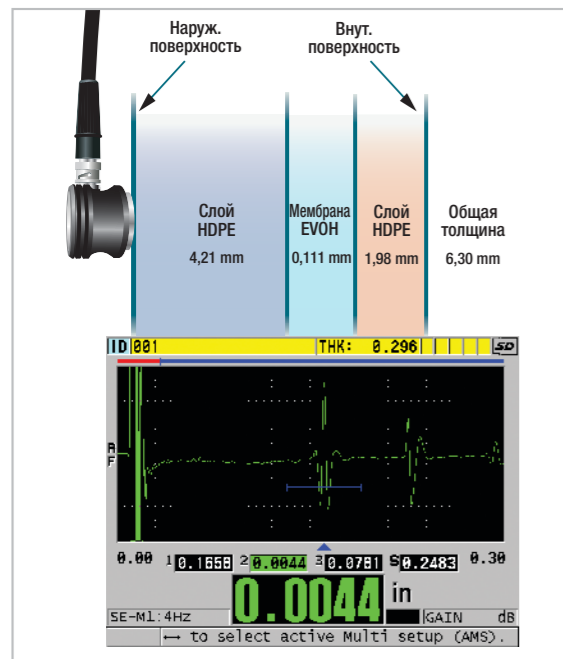 Наруж. поверхность
Внут. поверхность
Слой HDPE
4,21 mm
Мембрана EVOH
0,111 mm
Слой HDPE
1,98 mm
Общая толщина
6,30 mm
ID 001 THK: 0.296 SD
A
F
0.00 1 0.1658 2 0.0044 3 0.0781 S 0.2483 0.30
0.0044 in
SE-M1:4Hz GAIN dB
↔ to select active Multi setup (AMS).